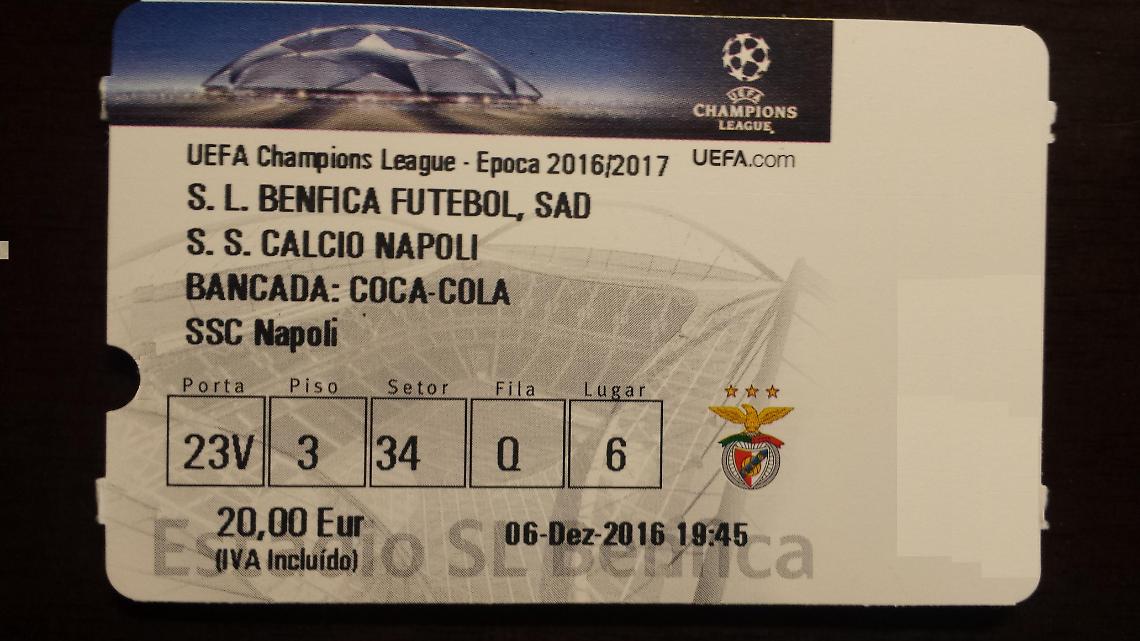 UEFA
CHAMPIONS
LEAGUE
UEFA Champions League - Epoca 2016/2017 UEFA.com
S. L. BENFICA FUTEBOL, SAD
S. S. CALCIO NAPOLI
BANCADA: COCA-COLA
SSC Napoli
Porta Piso Setor Fila Lugar
23V 3 34 Q 6
20,00 Eur 06-Dez-2016 19:45
(IVA Incluído)
Estádio SL Benfica